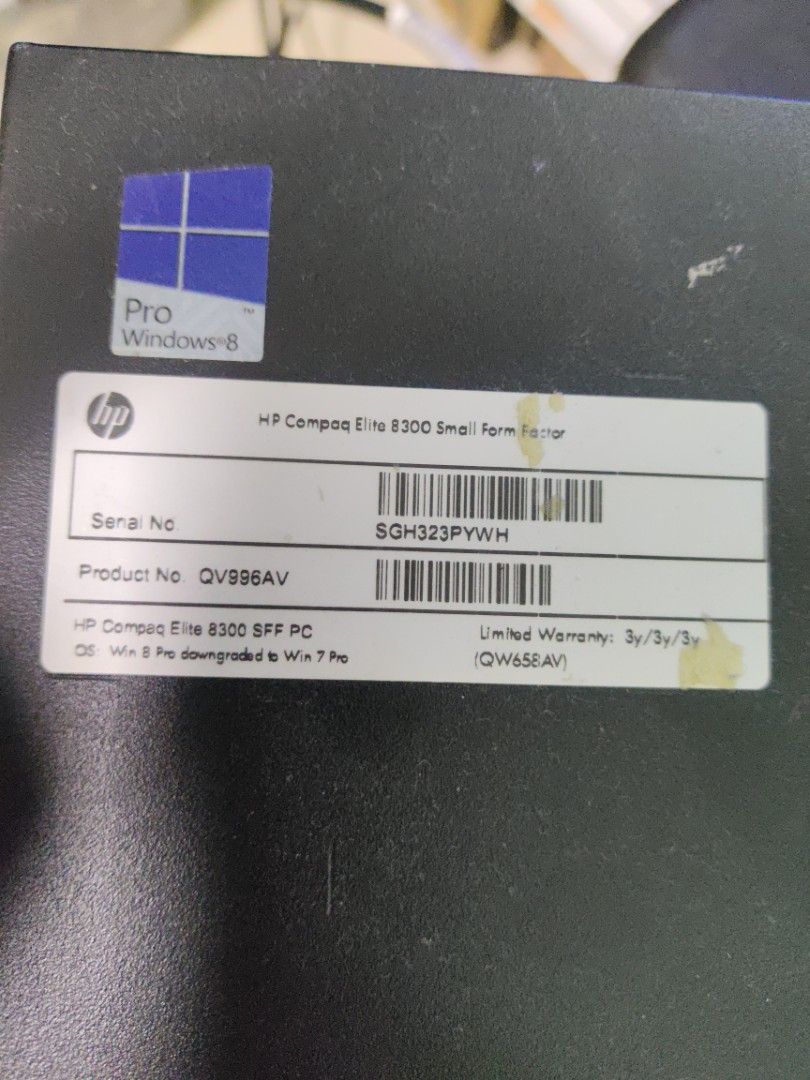 Pro ™
Windows®8
hp
HP Compaq Elite 8300 Small Form Factor
Serial No.
SGH323PYWH
Product No. QV996AV
HP Compaq Elite 8300 SFF PC
OS: Win 8 Pro downgraded to Win 7 Pro
Limited Warranty: 3y/3y/3y
(QW658AV)